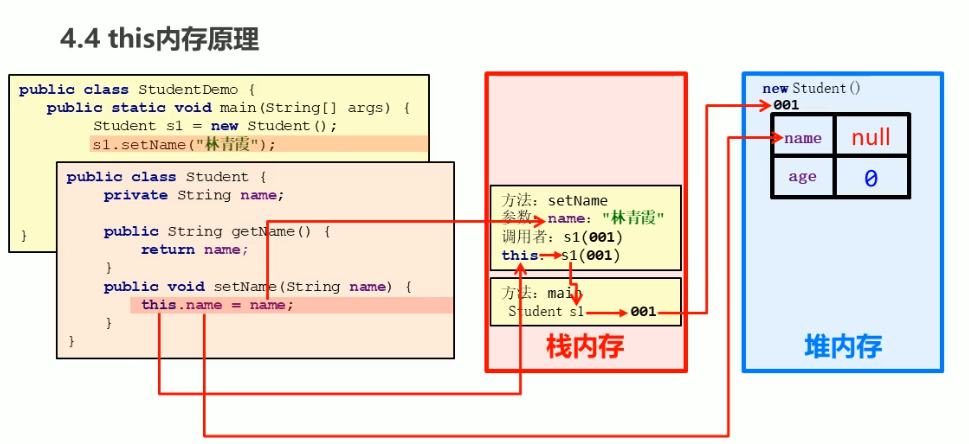 4.4 this内存原理
public class StudentDemo {
public static void main(String[] args) {
Student s1 = new Student();
s1.setName("林青霞");
}
public class Student {
private String name;
public String getName() {
return name;
}
public void setName(String name) {
this.name = name;
}
}
方法：setName
参数：name："林青霞"
调用者：s1(001)
this：s1(001)
方法：main
Student s1 001
栈内存
new Student()
001
name null
age 0
堆内存